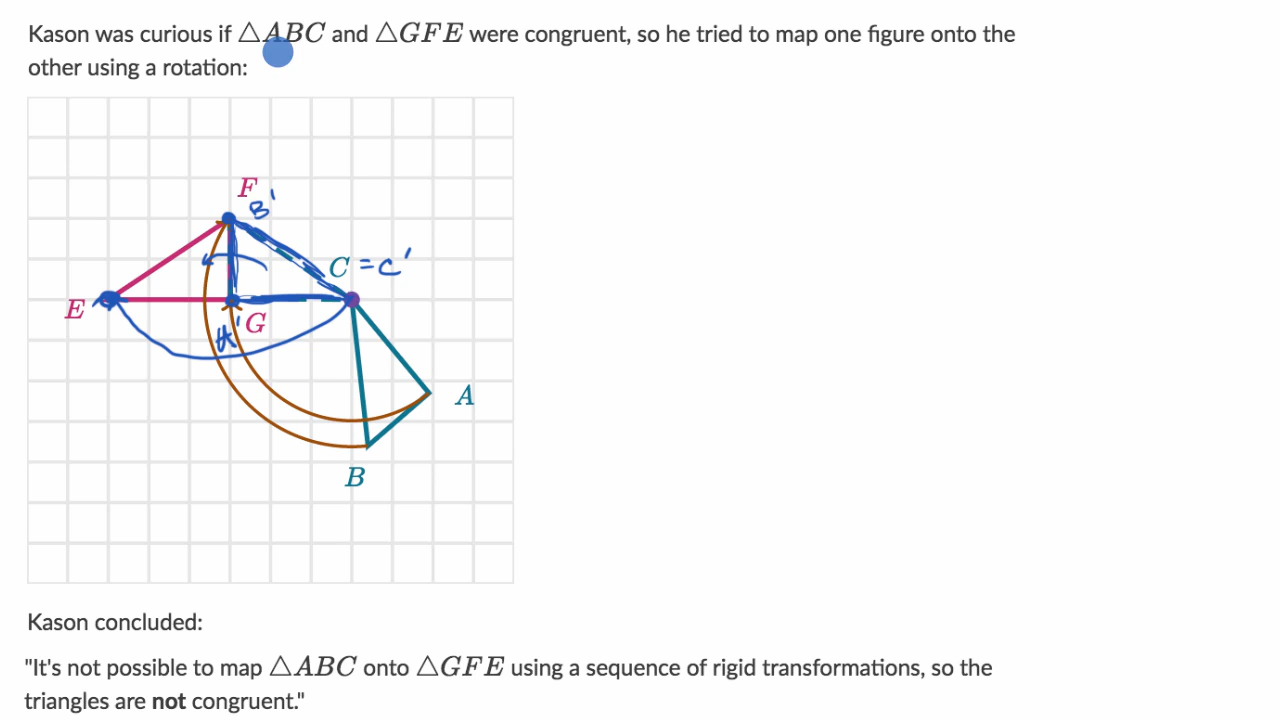 Kason was curious if △ABC and △GFE were congruent, so he tried to map one figure onto the
other using a rotation:
F
B'
C = C'
E
G
A'
A
B
Kason concluded:
"It's not possible to map △ABC onto △GFE using a sequence of rigid transformations, so the
triangles are not congruent."